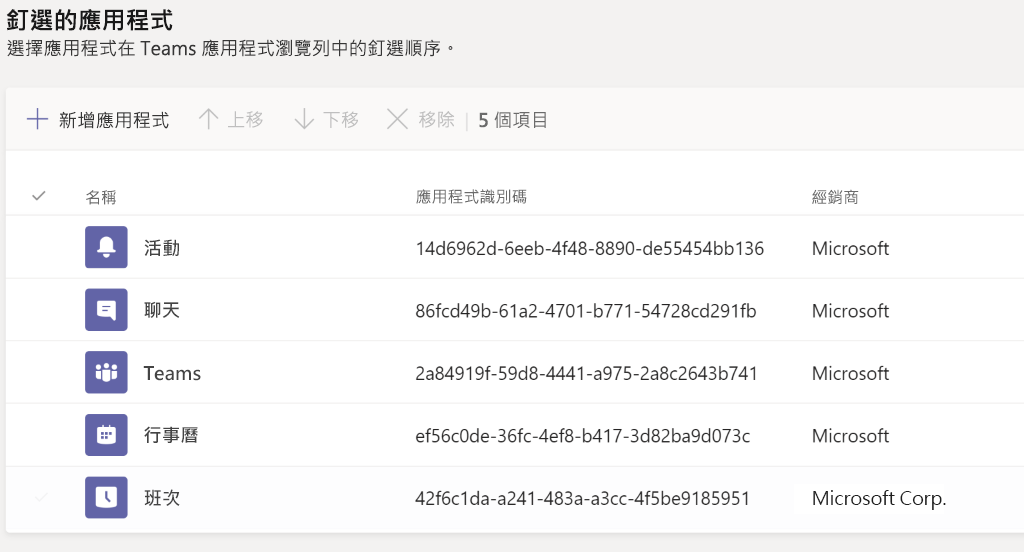 釘選的應用程式
選擇應用程式在 Teams 應用程式瀏覽列中的釘選順序。
新增應用程式 上移 下移 移除 | 5 個項目
名稱 應用程式識別碼 經銷商
活動 14d6962d-6eeb-4f48-8890-de55454bb136 Microsoft
聊天 86fcd49b-61a2-4701-b771-54728cd291fb Microsoft
Teams 2a84919f-59d8-4441-a975-2a8c2643b741 Microsoft
行事曆 ef56c0de-36fc-4ef8-b417-3d82ba9d073c Microsoft
班次 42f6c1da-a241-483a-a3cc-4f5be9185951 Microsoft Corp.